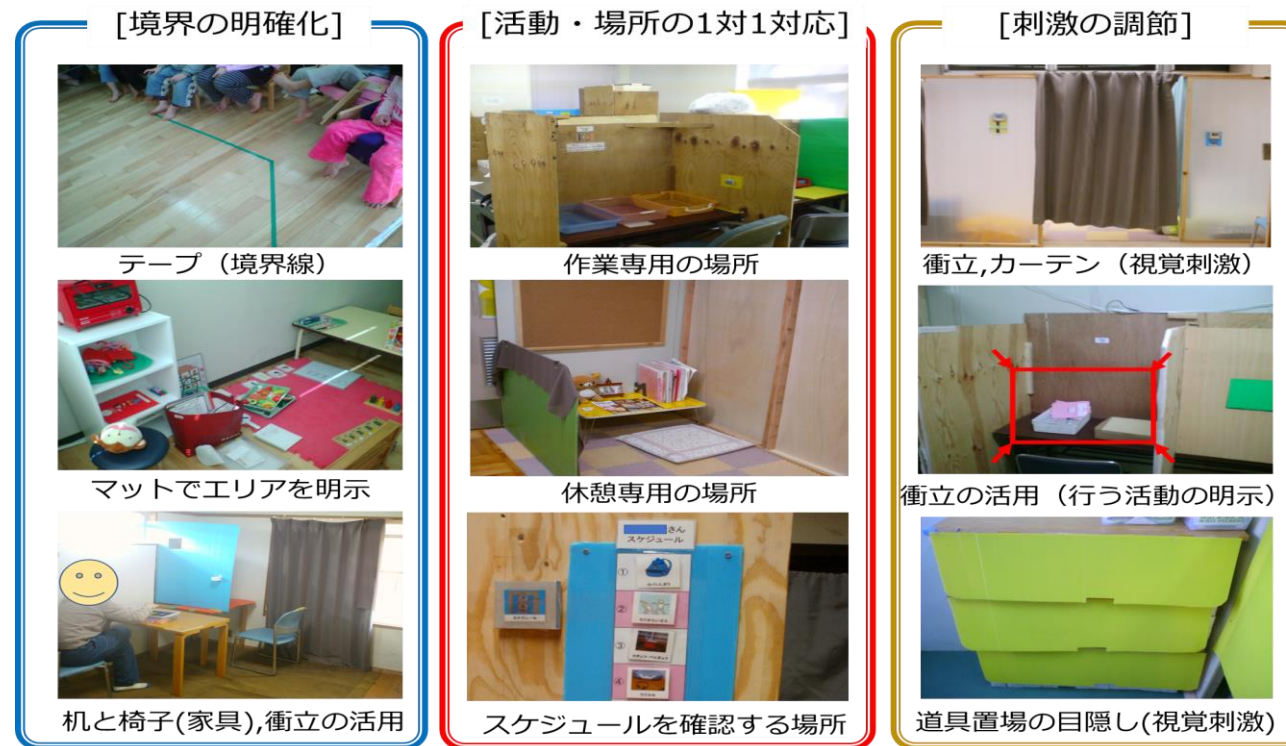 [境界の明確化]
テープ（境界線）
マットでエリアを明示
机と椅子(家具),衝立の活用
[活動・場所の1対1対応]
作業専用の場所
休憩専用の場所
さん
スケジュール
①
②
③
④
スケジュールを確認する場所
[刺激の調節]
衝立,カーテン（視覚刺激）
衝立の活用（行う活動の明示）
道具置場の目隠し(視覚刺激)